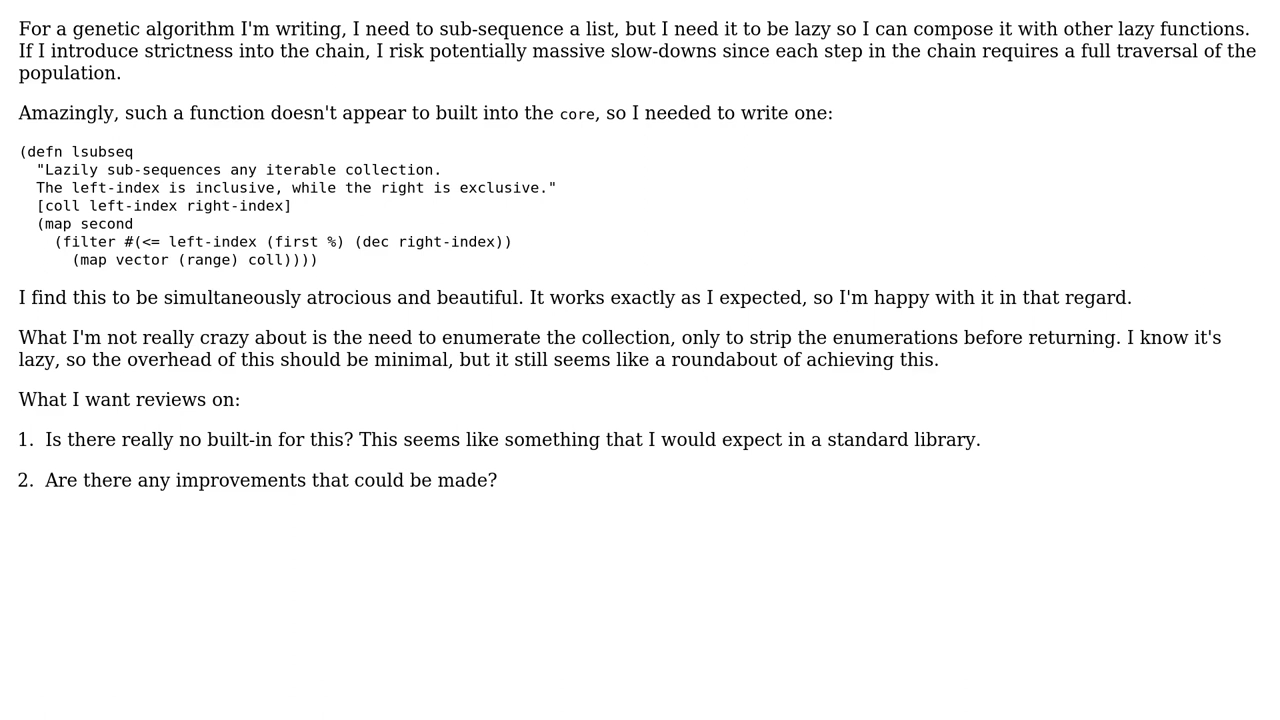 For a genetic algorithm I'm writing, I need to sub-sequence a list, but I need it to be lazy so I can compose it with other lazy functions.
If I introduce strictness into the chain, I risk potentially massive slow-downs since each step in the chain requires a full traversal of the
population.
Amazingly, such a function doesn't appear to built into the core, so I needed to write one:
(defn lsubseq
  "Lazily sub-sequences any iterable collection.
  The left-index is inclusive, while the right is exclusive."
  [coll left-index right-index]
  (map second
    (filter #(<= left-index (first %) (dec right-index))
      (map vector (range) coll))))
I find this to be simultaneously atrocious and beautiful. It works exactly as I expected, so I'm happy with it in that regard.
What I'm not really crazy about is the need to enumerate the collection, only to strip the enumerations before returning. I know it's
lazy, so the overhead of this should be minimal, but it still seems like a roundabout of achieving this.
What I want reviews on:
1. Is there really no built-in for this? This seems like something that I would expect in a standard library.
2. Are there any improvements that could be made?